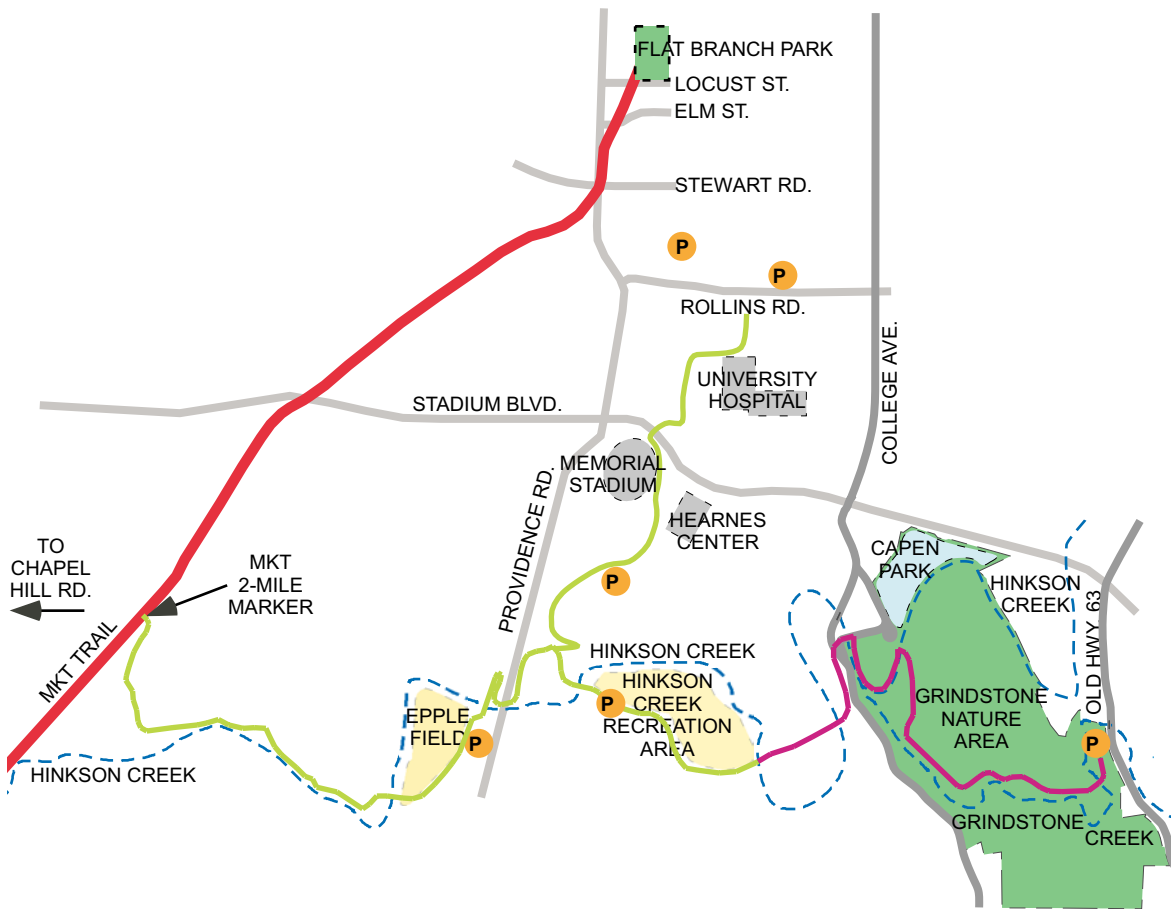 FLAT BRANCH PARK
LOCUST ST.
ELM ST.
STEWART RD.
P
P
ROLLINS RD.
UNIVERSITY
HOSPITAL
COLLEGE AVE.
STADIUM BLVD.
MEMORIAL
STADIUM
PROVIDENCE RD.
HEARNES
CENTER
CAPEN
PARK
HINKSON
CREEK
OLD HWY 63
TO
CHAPEL
HILL RD.
MKT
2-MILE
MARKER
P
MKT TRAIL
HINKSON CREEK
HINKSON
CREEK
RECREATION
AREA
P
EPPLE
FIELD
P
GRINDSTONE
NATURE
AREA
P
HINKSON CREEK
GRINDSTONE
CREEK